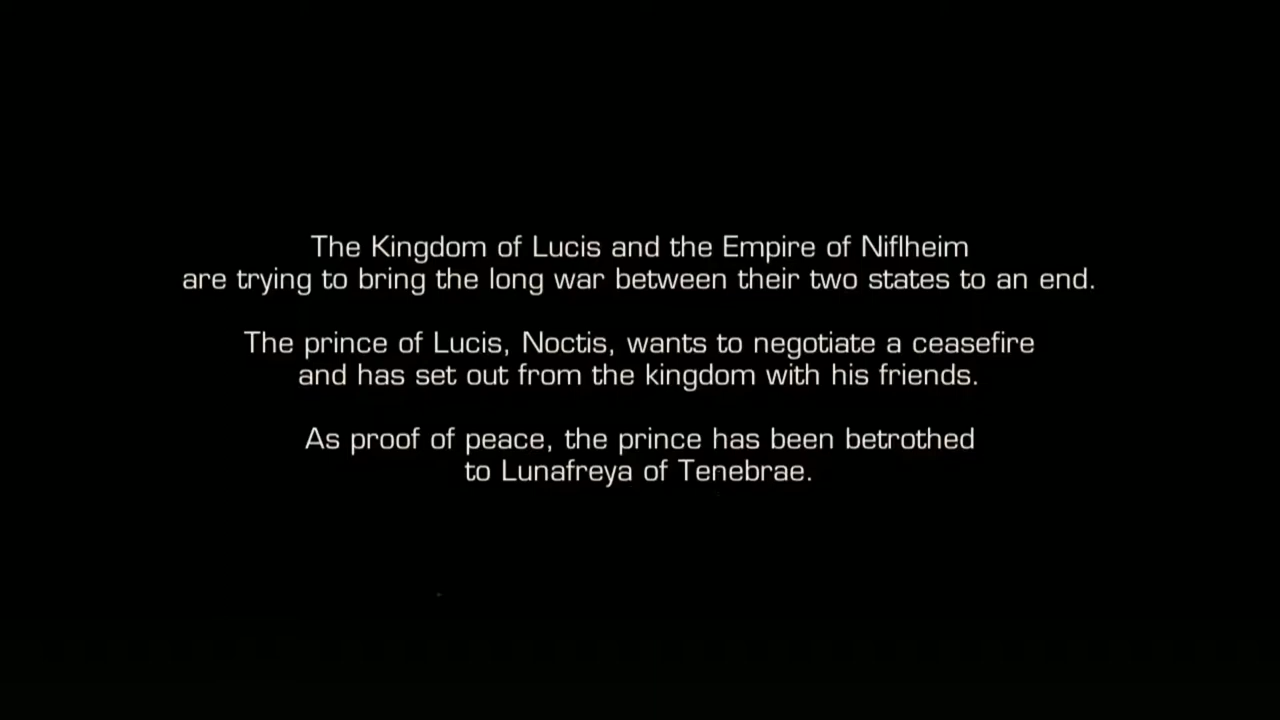 The Kingdom of Lucis and the Empire of Niflheim
are trying to bring the long war between their two states to an end.
The prince of Lucis, Noctis, wants to negotiate a ceasefire
and has set out from the kingdom with his friends.
As proof of peace, the prince has been betrothed
to Lunafreya of Tenebrae.